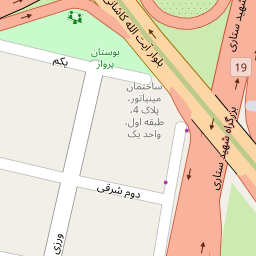 بلوار آیت الله کاشانی
شهید ستاری
بوستان
پرواز
یکم
19
ساختمان
مینیاتور،
پلاک 4،
طبقه اول،
واحد یک
بزرگراه شهید ستاری
دوم شرقی
ورزی